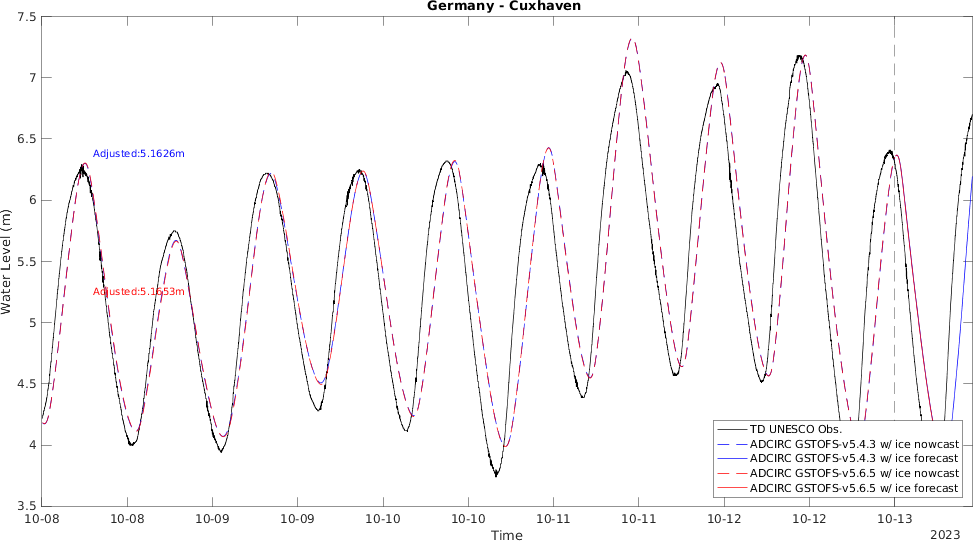 Germany - Cuxhaven
7.5
7
6.5
6
5.5
5
4.5
4
3.5
Water Level (m)
Adjusted:5.1626m
Adjusted:5.1653m
TD UNESCO Obs.
ADCIRC GSTOFS-v5.4.3 w/ ice nowcast
ADCIRC GSTOFS-v5.4.3 w/ ice forecast
ADCIRC GSTOFS-v5.6.5 w/ ice nowcast
ADCIRC GSTOFS-v5.6.5 w/ ice forecast
10-08 10-08 10-09 10-09 10-10 10-10 10-11 10-11 10-12 10-12 10-13
Time
2023